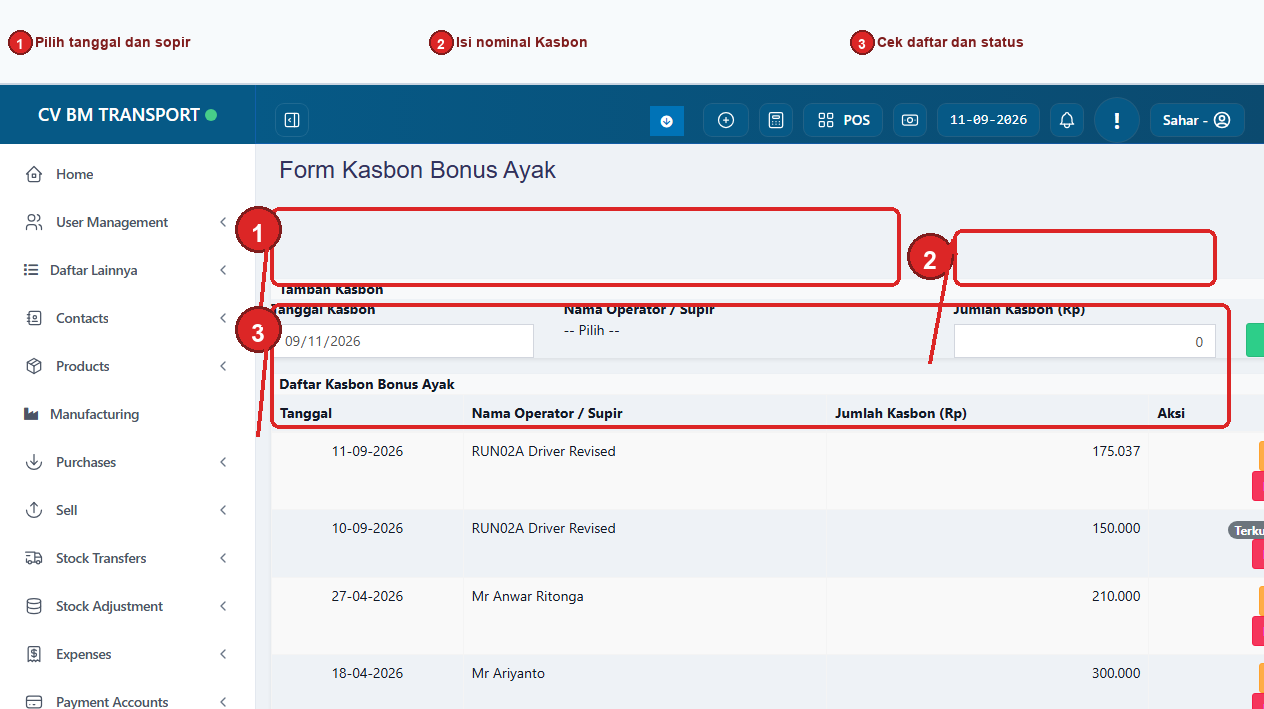 1 Pilih tanggal dan sopir
2 Isi nominal Kasbon
3 Cek daftar dan status
CV BM TRANSPORT
POS
11-09-2026
!
Sahar -
Home
User Management
Daftar Lainnya
Contacts
Products
Manufacturing
Purchases
Sell
Stock Transfers
Stock Adjustment
Expenses
Payment Accounts
Form Kasbon Bonus Ayak
1
2
Tambah Kasbon
3
Tanggal Kasbon Nama Operator / Supir Jumlah Kasbon (Rp)
09/11/2026 -- Pilih -- 0
Daftar Kasbon Bonus Ayak
Tanggal Nama Operator / Supir Jumlah Kasbon (Rp) Aksi
11-09-2026 RUN02A Driver Revised 175.037
10-09-2026 RUN02A Driver Revised 150.000
Terku
27-04-2026 Mr Anwar Ritonga 210.000
18-04-2026 Mr Ariyanto 300.000